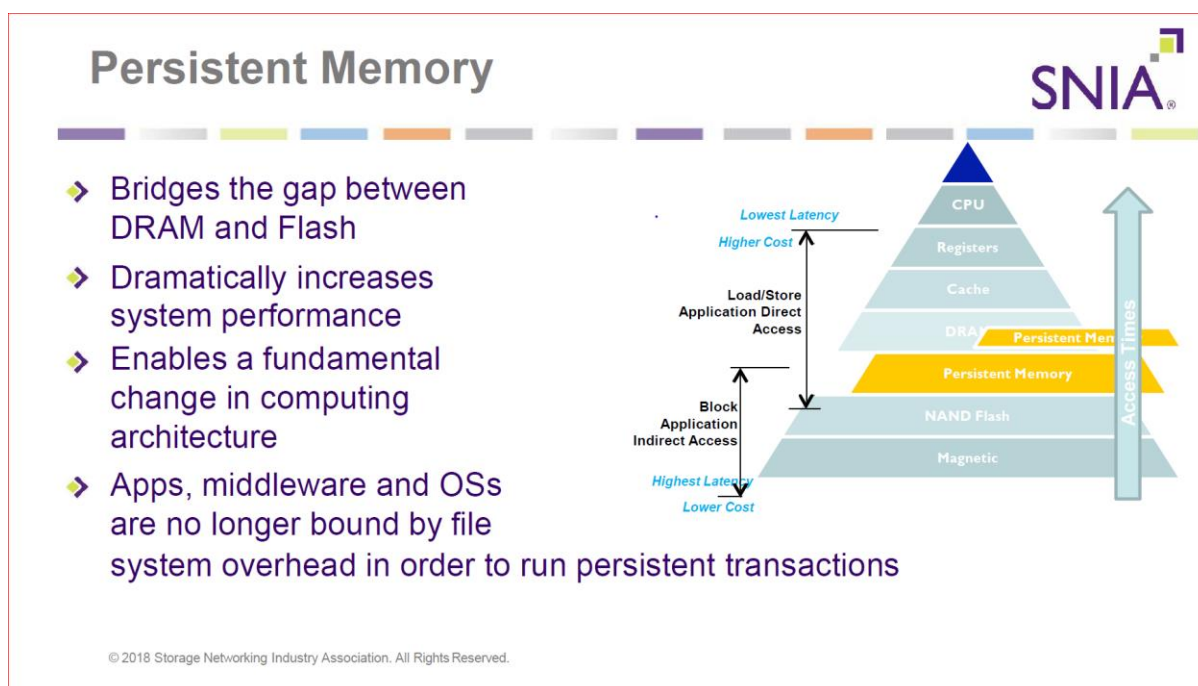 Persistent Memory
SNIA®
Bridges the gap between
DRAM and Flash
Dramatically increases
system performance
Enables a fundamental
change in computing
architecture
Apps, middleware and OSs
are no longer bound by file
system overhead in order to run persistent transactions
Lowest Latency
Higher Cost
Load/Store
Application Direct
Access
Block
Application
Indirect Access
Highest Latency
Lower Cost
CPU
Registers
Cache
Persistent
Persistent Memory
NAND Flash
Magnetic
Access Times
© 2018 Storage Networking Industry Association. All Rights Reserved.